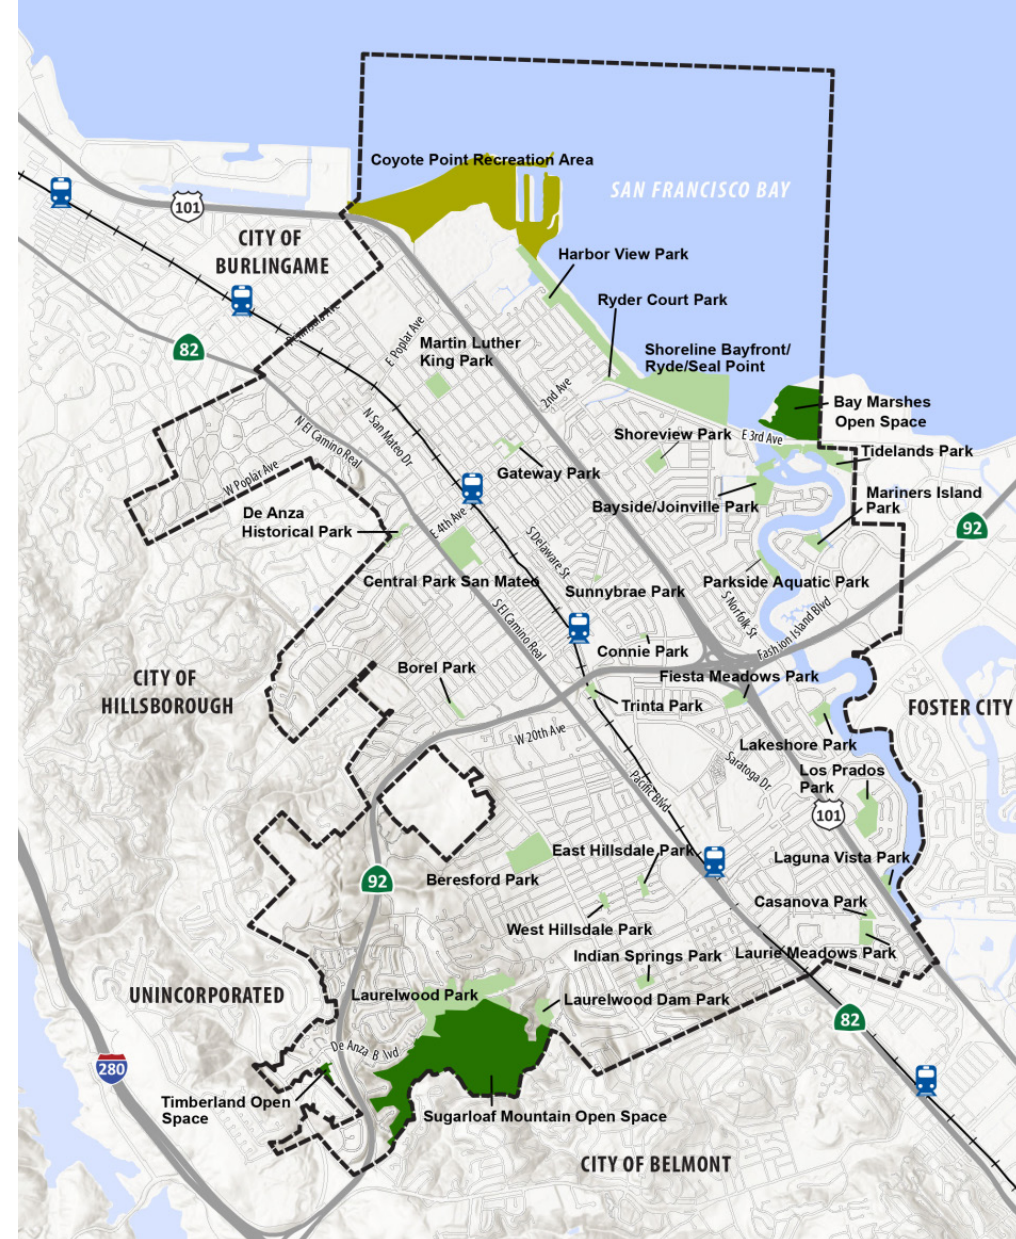 Coyote Point Recreation Area
SAN FRANCISCO BAY
101
CITY OF
BURLINGAME
Harbor View Park
Ryder Court Park
82
E Poplar Ave
Martin Luther
King Park
Shoreline Bayfront/
Ryde/Seal Point
2nd Ave
Bay Marshes
Open Space
N El Camino Real
N San Mateo Dr
Shoreview Park
E 3rd Ave
Tidelands Park
W Poplar Ave
Gateway Park
Bayside/Joinville Park
Mariners Island
Park
De Anza
Historical Park
E 4th Ave
92
S Delaware St
Central Park San Mateo
Sunnybrae Park
Parkside Aquatic Park
S El Camino Real
S Norfolk St
Fashion Island Blvd
Connie Park
Borel Park
Fiesta Meadows Park
CITY OF
HILLSBOROUGH
Trinta Park
FOSTER CITY
W 20th Ave
Lakeshore Park
Saratoga Dr
Los Prados
Park
Pacific Blvd
101
East Hillsdale Park
Laguna Vista Park
92
Beresford Park
Casanova Park
West Hillsdale Park
Laurie Meadows Park
Indian Springs Park
UNINCORPORATED
Laurelwood Park
Laurelwood Dam Park
82
De Anza B lvd
280
Timberland Open
Space
Sugarloaf Mountain Open Space
CITY OF BELMONT